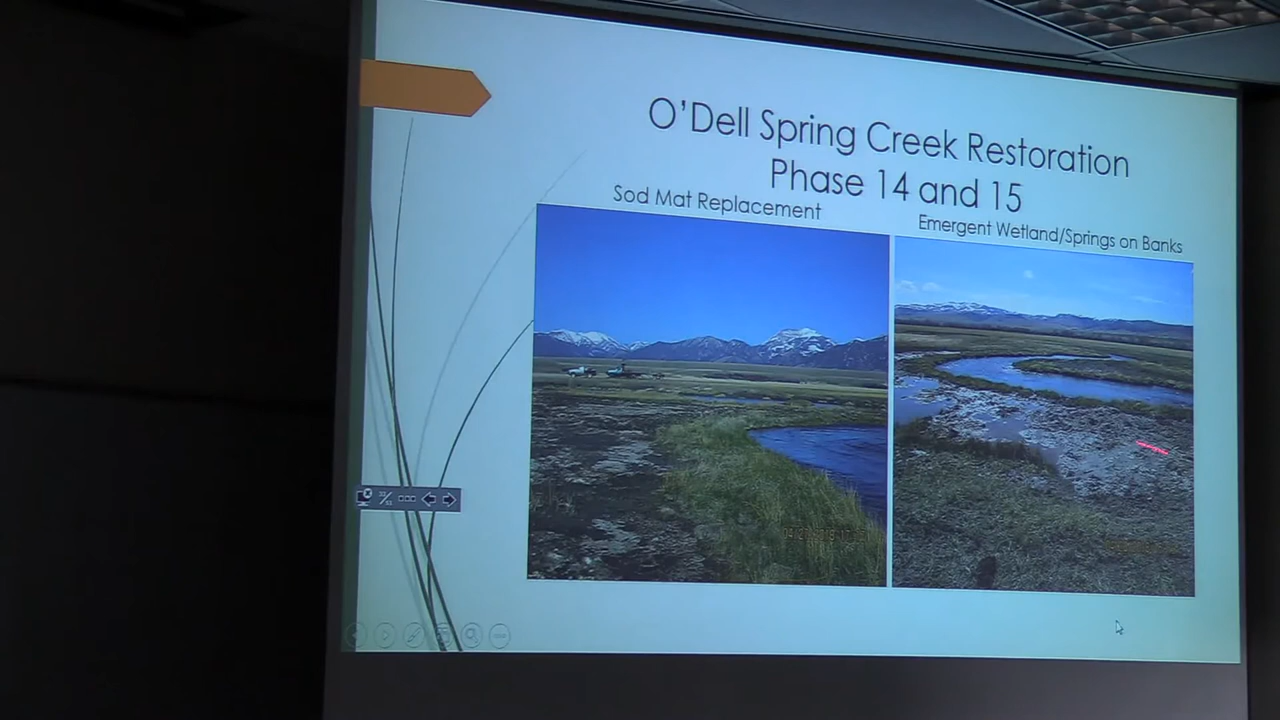 O'Dell Spring Creek Restoration
Phase 14 and 15
Sod Mat Replacement
Emergent Wetland/Springs on Banks